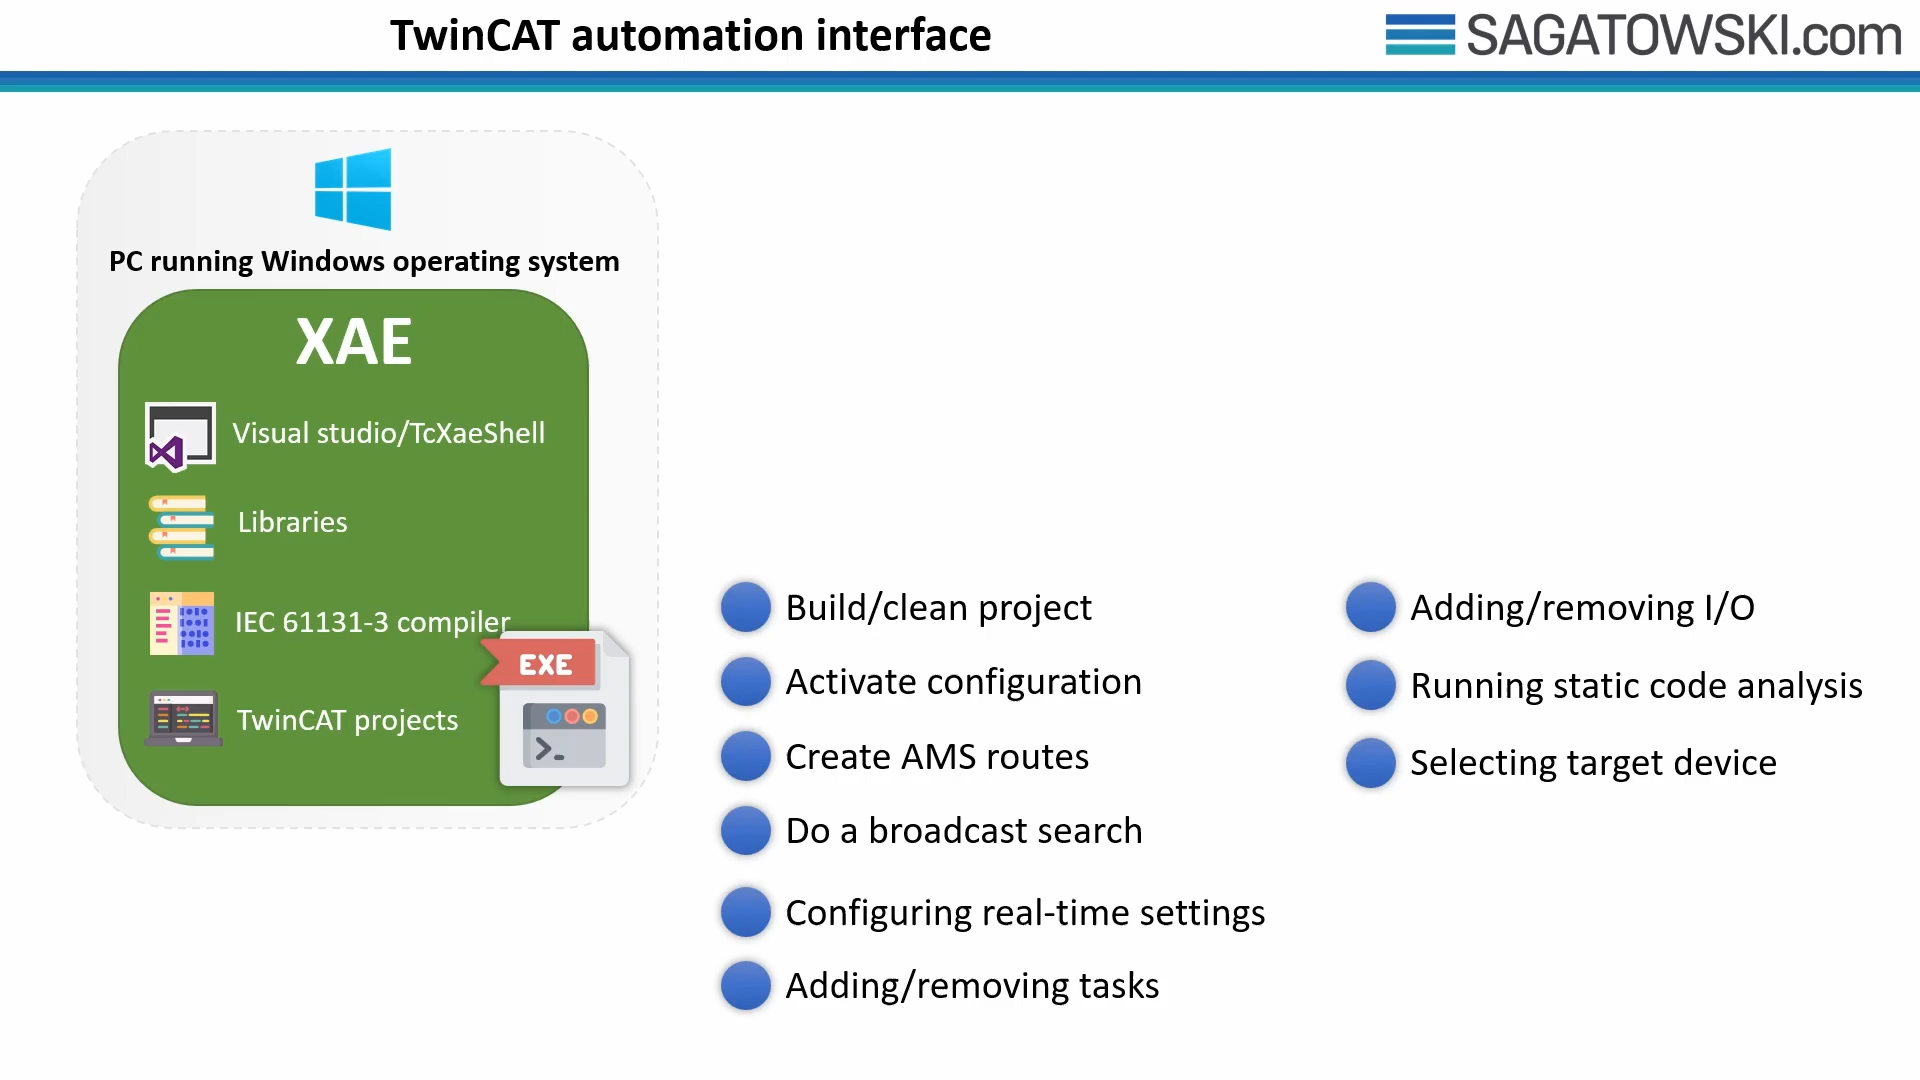 TwinCAT automation interface
SAGATOWSKI.com
PC running Windows operating system
XAE
Visual studio/TcXaeShell
Libraries
IEC 61131-3 compiler
EXE
TwinCAT projects
>_
Build/clean project
Activate configuration
Create AMS routes
Do a broadcast search
Configuring real-time settings
Adding/removing tasks
Adding/removing I/O
Running static code analysis
Selecting target device